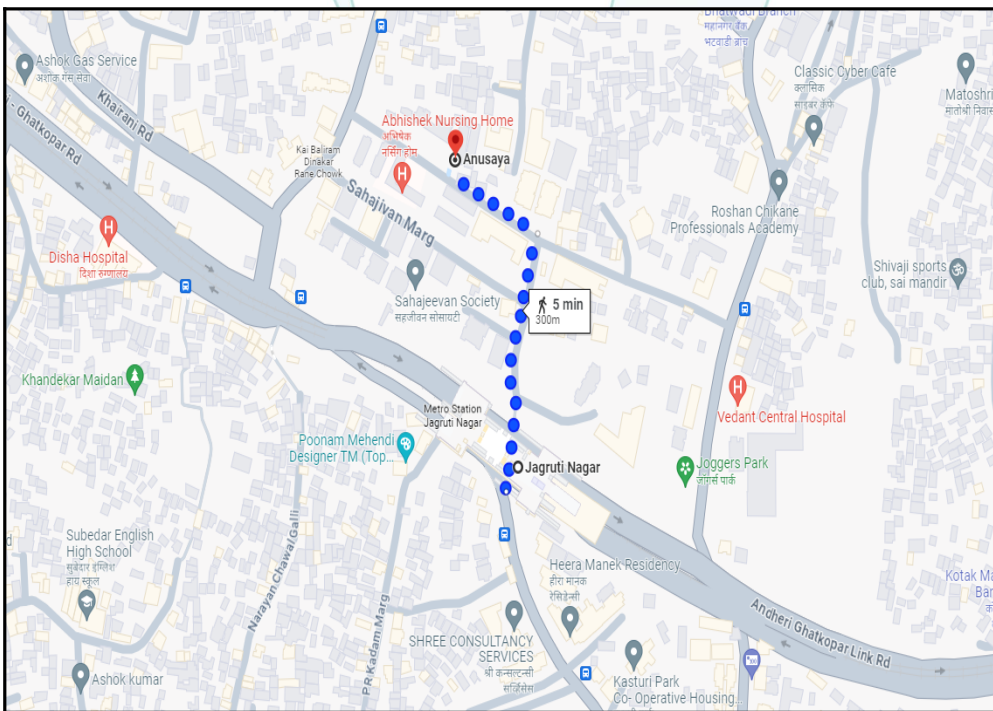 Bhatwadi Branch
महानगर बँक
भटवाडी ब्रांच
Ashok Gas Service
अशोक गॅस सेवा
Classic Cyber Cafe
क्लासिक
सायबर कॅफे
Matoshri
मातोश्री निवास
Khairani Rd
i - Ghatkopar Rd
Abhishek Nursing Home
अभिषेक
नर्सिंग होम
Kai Baliram
Dinakar
Rane Chowk
Anusaya
Sahajivan Marg
Roshan Chikane
Professionals Academy
Disha Hospital
दिशा रुग्णालय
Shivaji sports
club, sai mandir
Sahajeevan Society
सहजीवन सोसायटी
5 min
300m
Khandekar Maidan
Metro Station
Jagruti Nagar
Vedant Central Hospital
Poonam Mehendi
Designer TM (Top...
Jagruti Nagar
Joggers Park
जॉगर्स पार्क
Subedar English
High School
सुबेदार इंग्लिश
हाय स्कूल
Narayan Chawal Galli
P R Kadam Marg
Heera Manek Residency
हीरा मानक
रेसिडेन्सी
Kotak Ma
Ban
Andheri Ghatkopar Link Rd
SHREE CONSULTANCY
SERVICES
श्री कन्सल्टन्सी
सर्व्हिसेस
Ashok kumar
Kasturi Park
Co- Operative Housing...